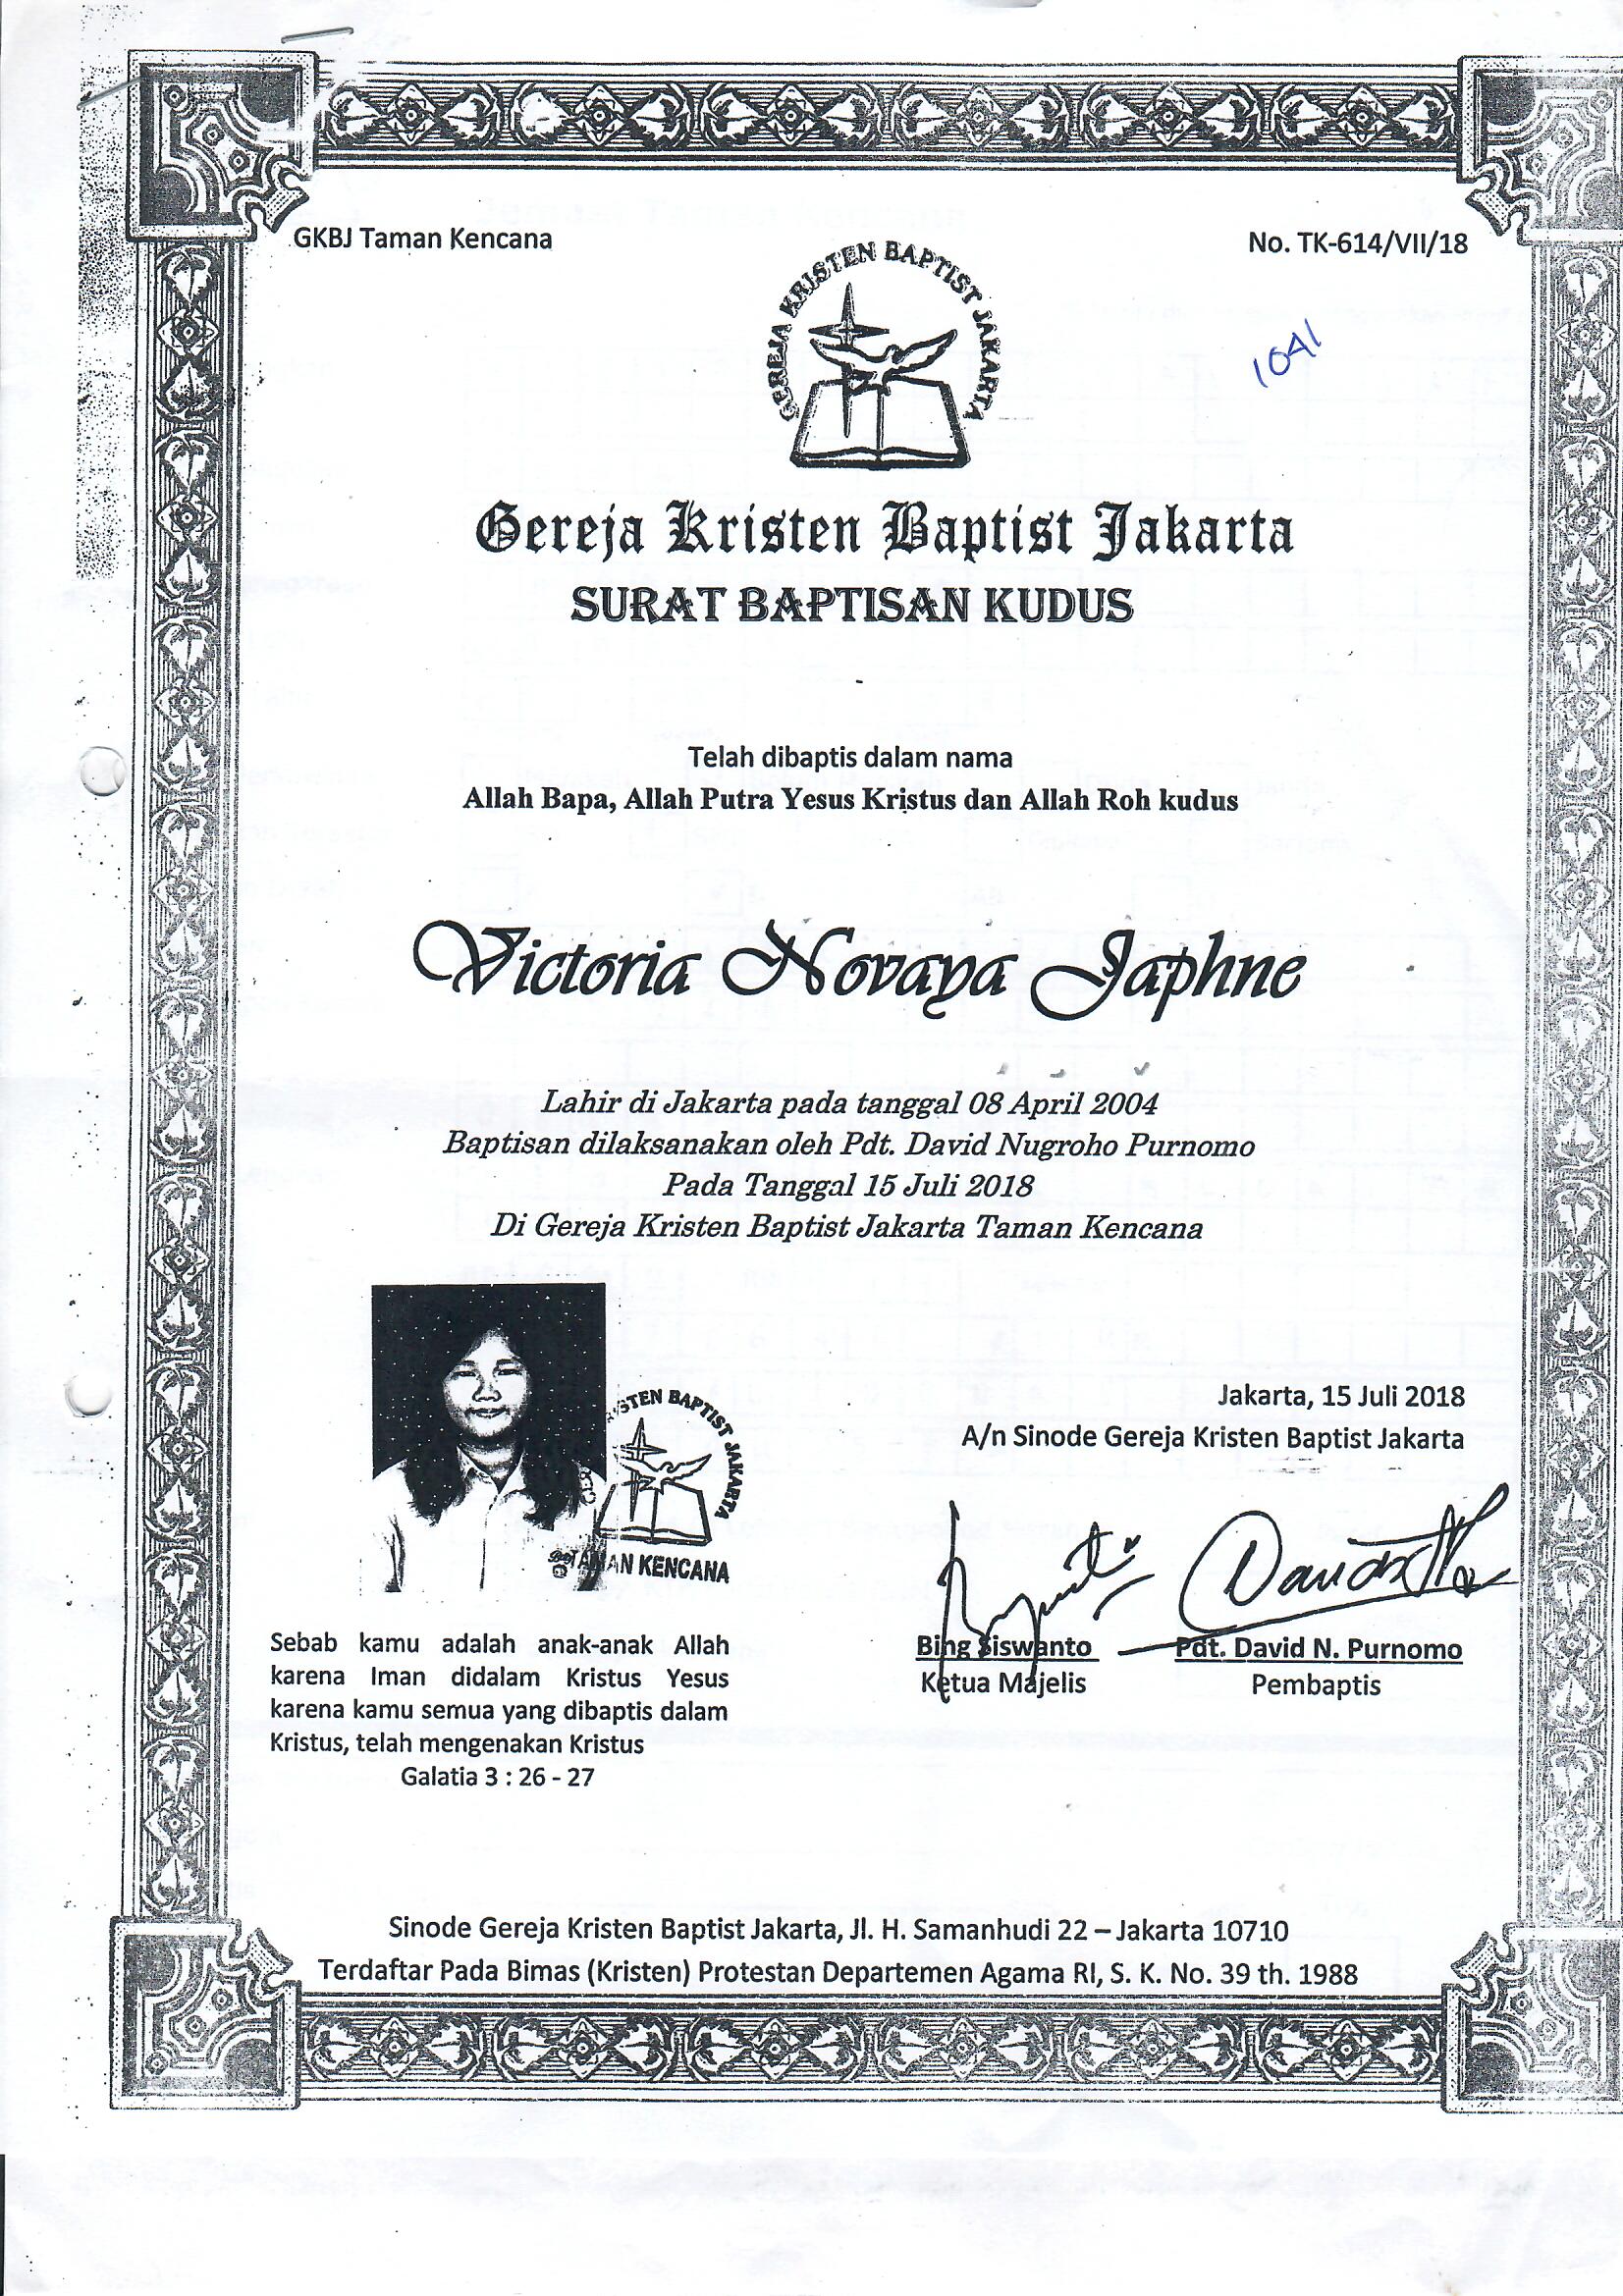 GKBJ Taman Kencana
No. TK-614/VII/18
GEREJA KRISTEN BAPTIST JAKARTA
1041
Gereja Kristen Baptist Jakarta
SURAT BAPTISAN KUDUS
Telah dibaptis dalam nama
Allah Bapa, Allah Putra Yesus Kristus dan Allah Roh kudus
Victoria Novaya Japhne
Lahir di Jakarta pada tanggal 08 April 2004
Baptisan dilaksanakan oleh Pdt. David Nugroho Purnomo
Pada Tanggal 15 Juli 2018
Di Gereja Kristen Baptist Jakarta Taman Kencana
BAPTIST JAKARTA
TAMAN KENCANA
Jakarta, 15 Juli 2018
A/n Sinode Gereja Kristen Baptist Jakarta
Bing Siswanto
Pdt. David N. Purnomo
Ketua Majelis
Pembaptis
Sebab kamu adalah anak-anak Allah
karena Iman didalam Kristus Yesus
karena kamu semua yang dibaptis dalam
Kristus, telah mengenakan Kristus
Galatia 3 : 26 - 27
Sinode Gereja Kristen Baptist Jakarta, Jl. H. Samanhudi 22 – Jakarta 10710
Terdaftar Pada Bimas (Kristen) Protestan Departemen Agama RI, S. K. No. 39 th. 1988